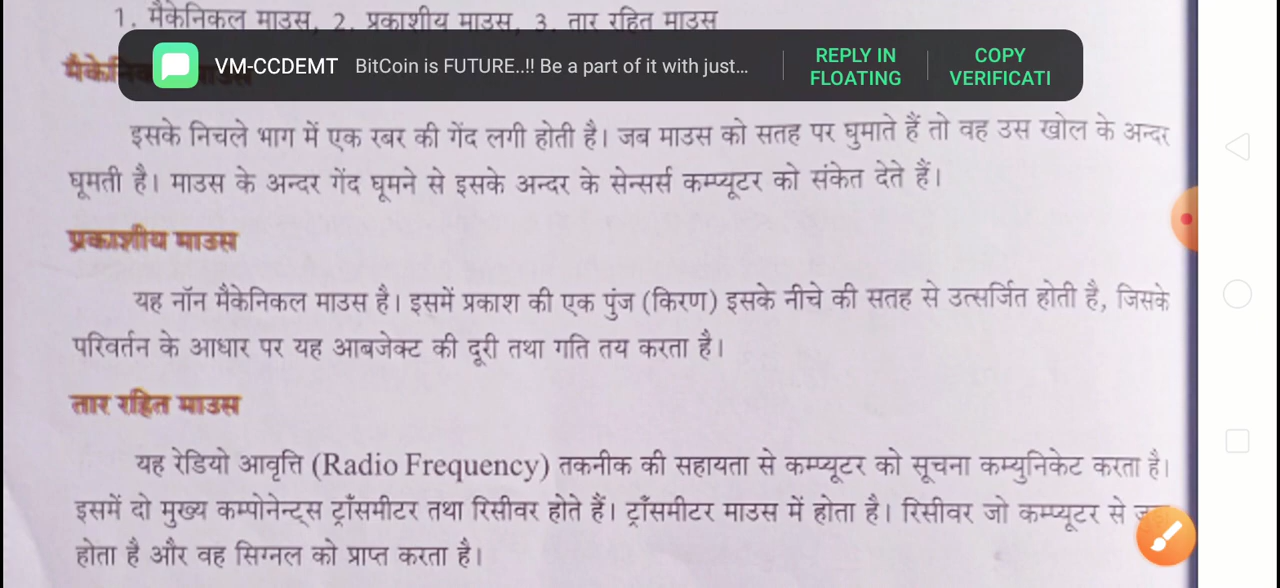 1. मैकेनिकल माउस, 2. प्रकाशीय माउस, 3. तार रहित माउस
VM-CCDEMT BitCoin is FUTURE..!! Be a part of it with just... REPLY IN FLOATING COPY VERIFICATI
इसके निचले भाग में एक रबर की गेंद लगी होती है। जब माउस को सतह पर घुमाते हैं तो वह उस खोल के अन्दर
घूमती है। माउस के अन्दर गेंद घूमने से इसके अन्दर के सेन्सर्स कम्प्यूटर को संकेत देते हैं।
प्रकाशीय माउस
यह नॉन मैकेनिकल माउस है। इसमें प्रकाश की एक पुंज (किरण) इसके नीचे की सतह से उत्सर्जित होती है, जिसके
परिवर्तन के आधार पर यह आबजेक्ट की दूरी तथा गति तय करता है।
तार रहित माउस
यह रेडियो आवृत्ति (Radio Frequency) तकनीक की सहायता से कम्प्यूटर को सूचना कम्युनिकेट करता है।
इसमें दो मुख्य कम्पोनेन्ट्स ट्राँसमीटर तथा रिसीवर होते हैं। ट्राँसमीटर माउस में होता है। रिसीवर जो कम्प्यूटर से
होता है और वह सिग्नल को प्राप्त करता है।